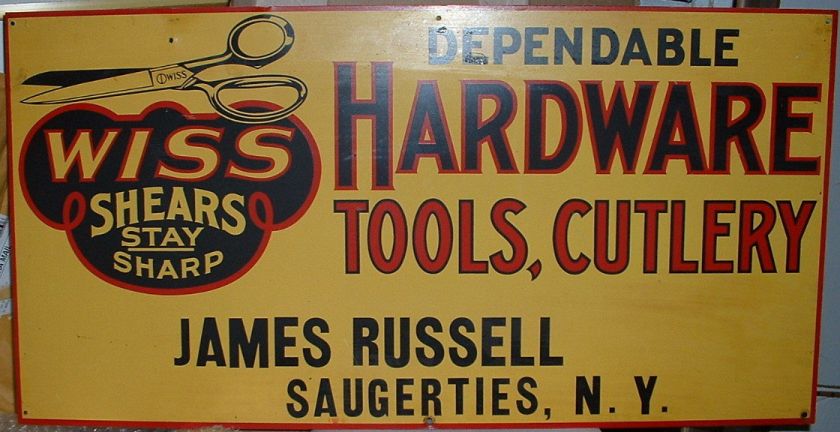 WISS
WISS
SHEARS
STAY
SHARP
DEPENDABLE
HARDWARE
TOOLS, CUTLERY
JAMES RUSSELL
SAUGERTIES, N. Y.